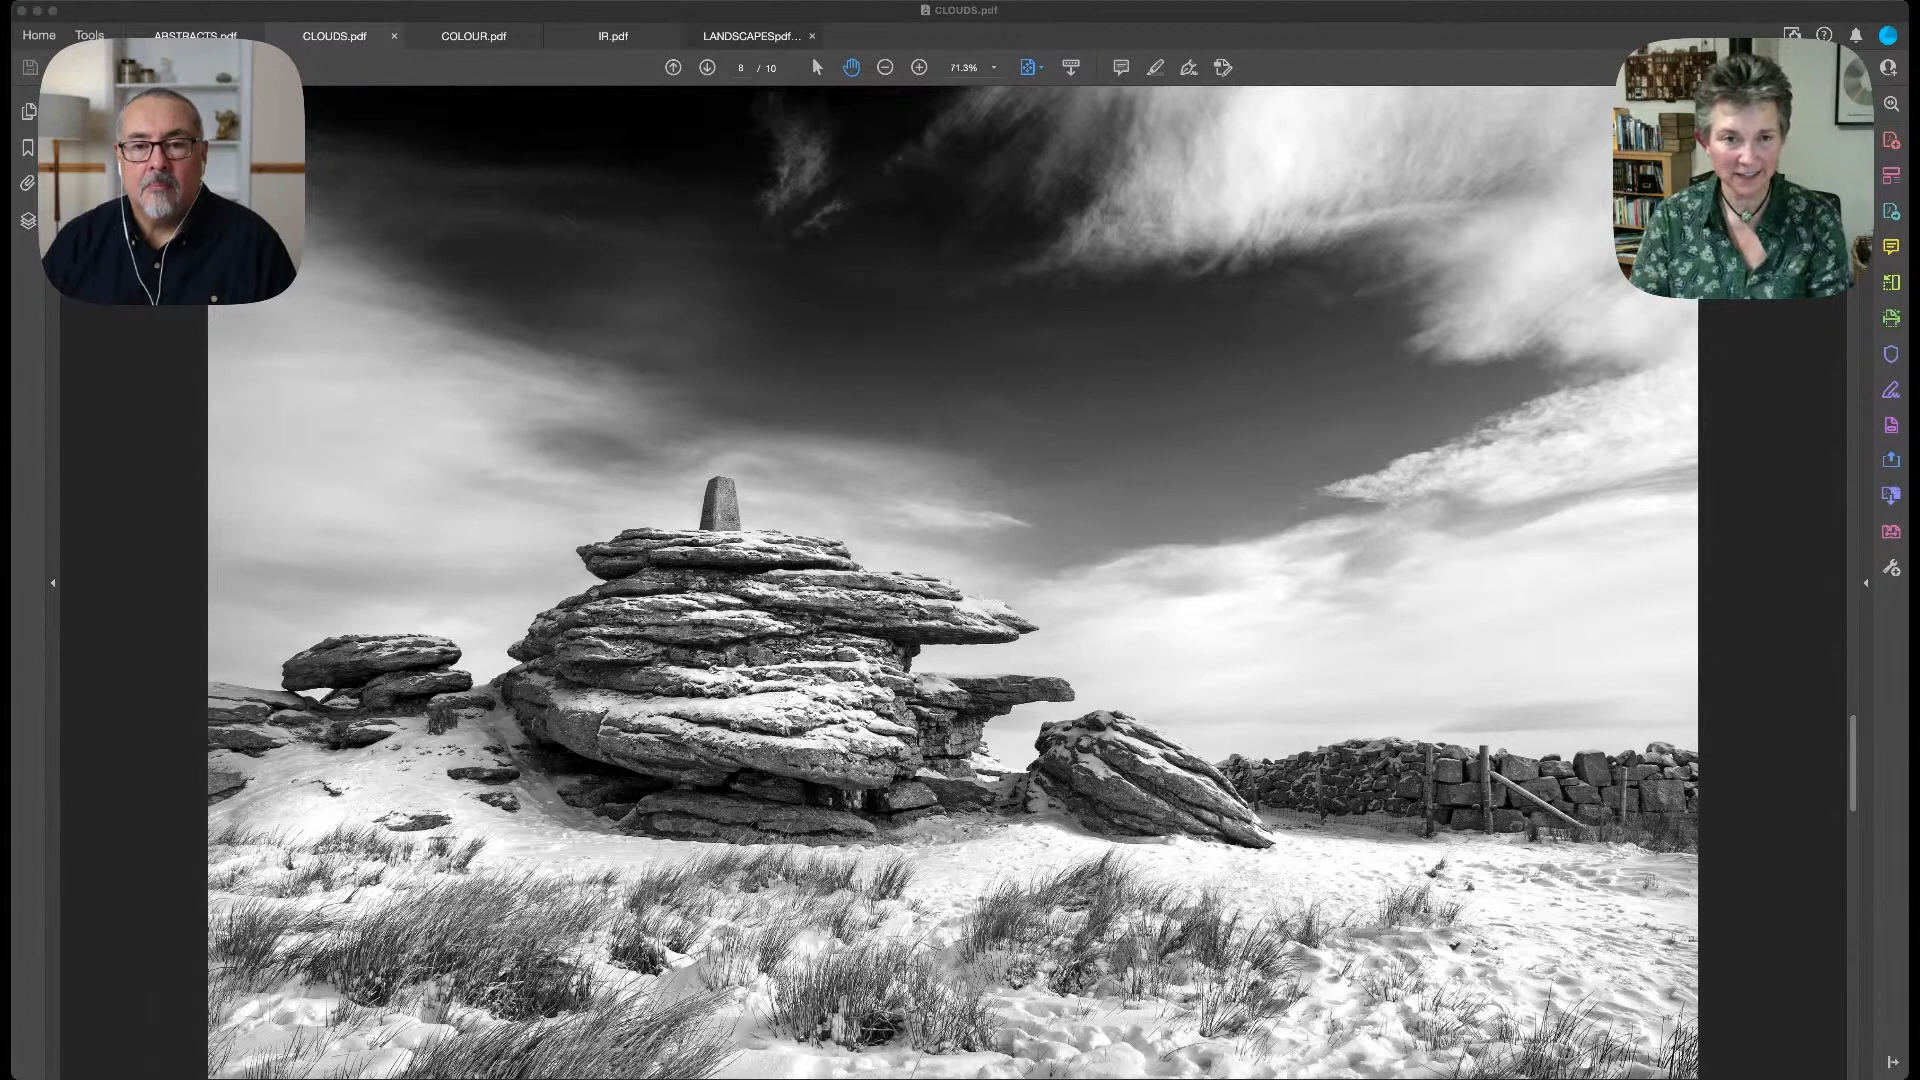 CLOUDS.pdf
Home Tools ABSTRACTS.pdf CLOUDS.pdf × COLOUR.pdf IR.pdf LANDSCAPESpdf... ×
8 / 10 71.3%